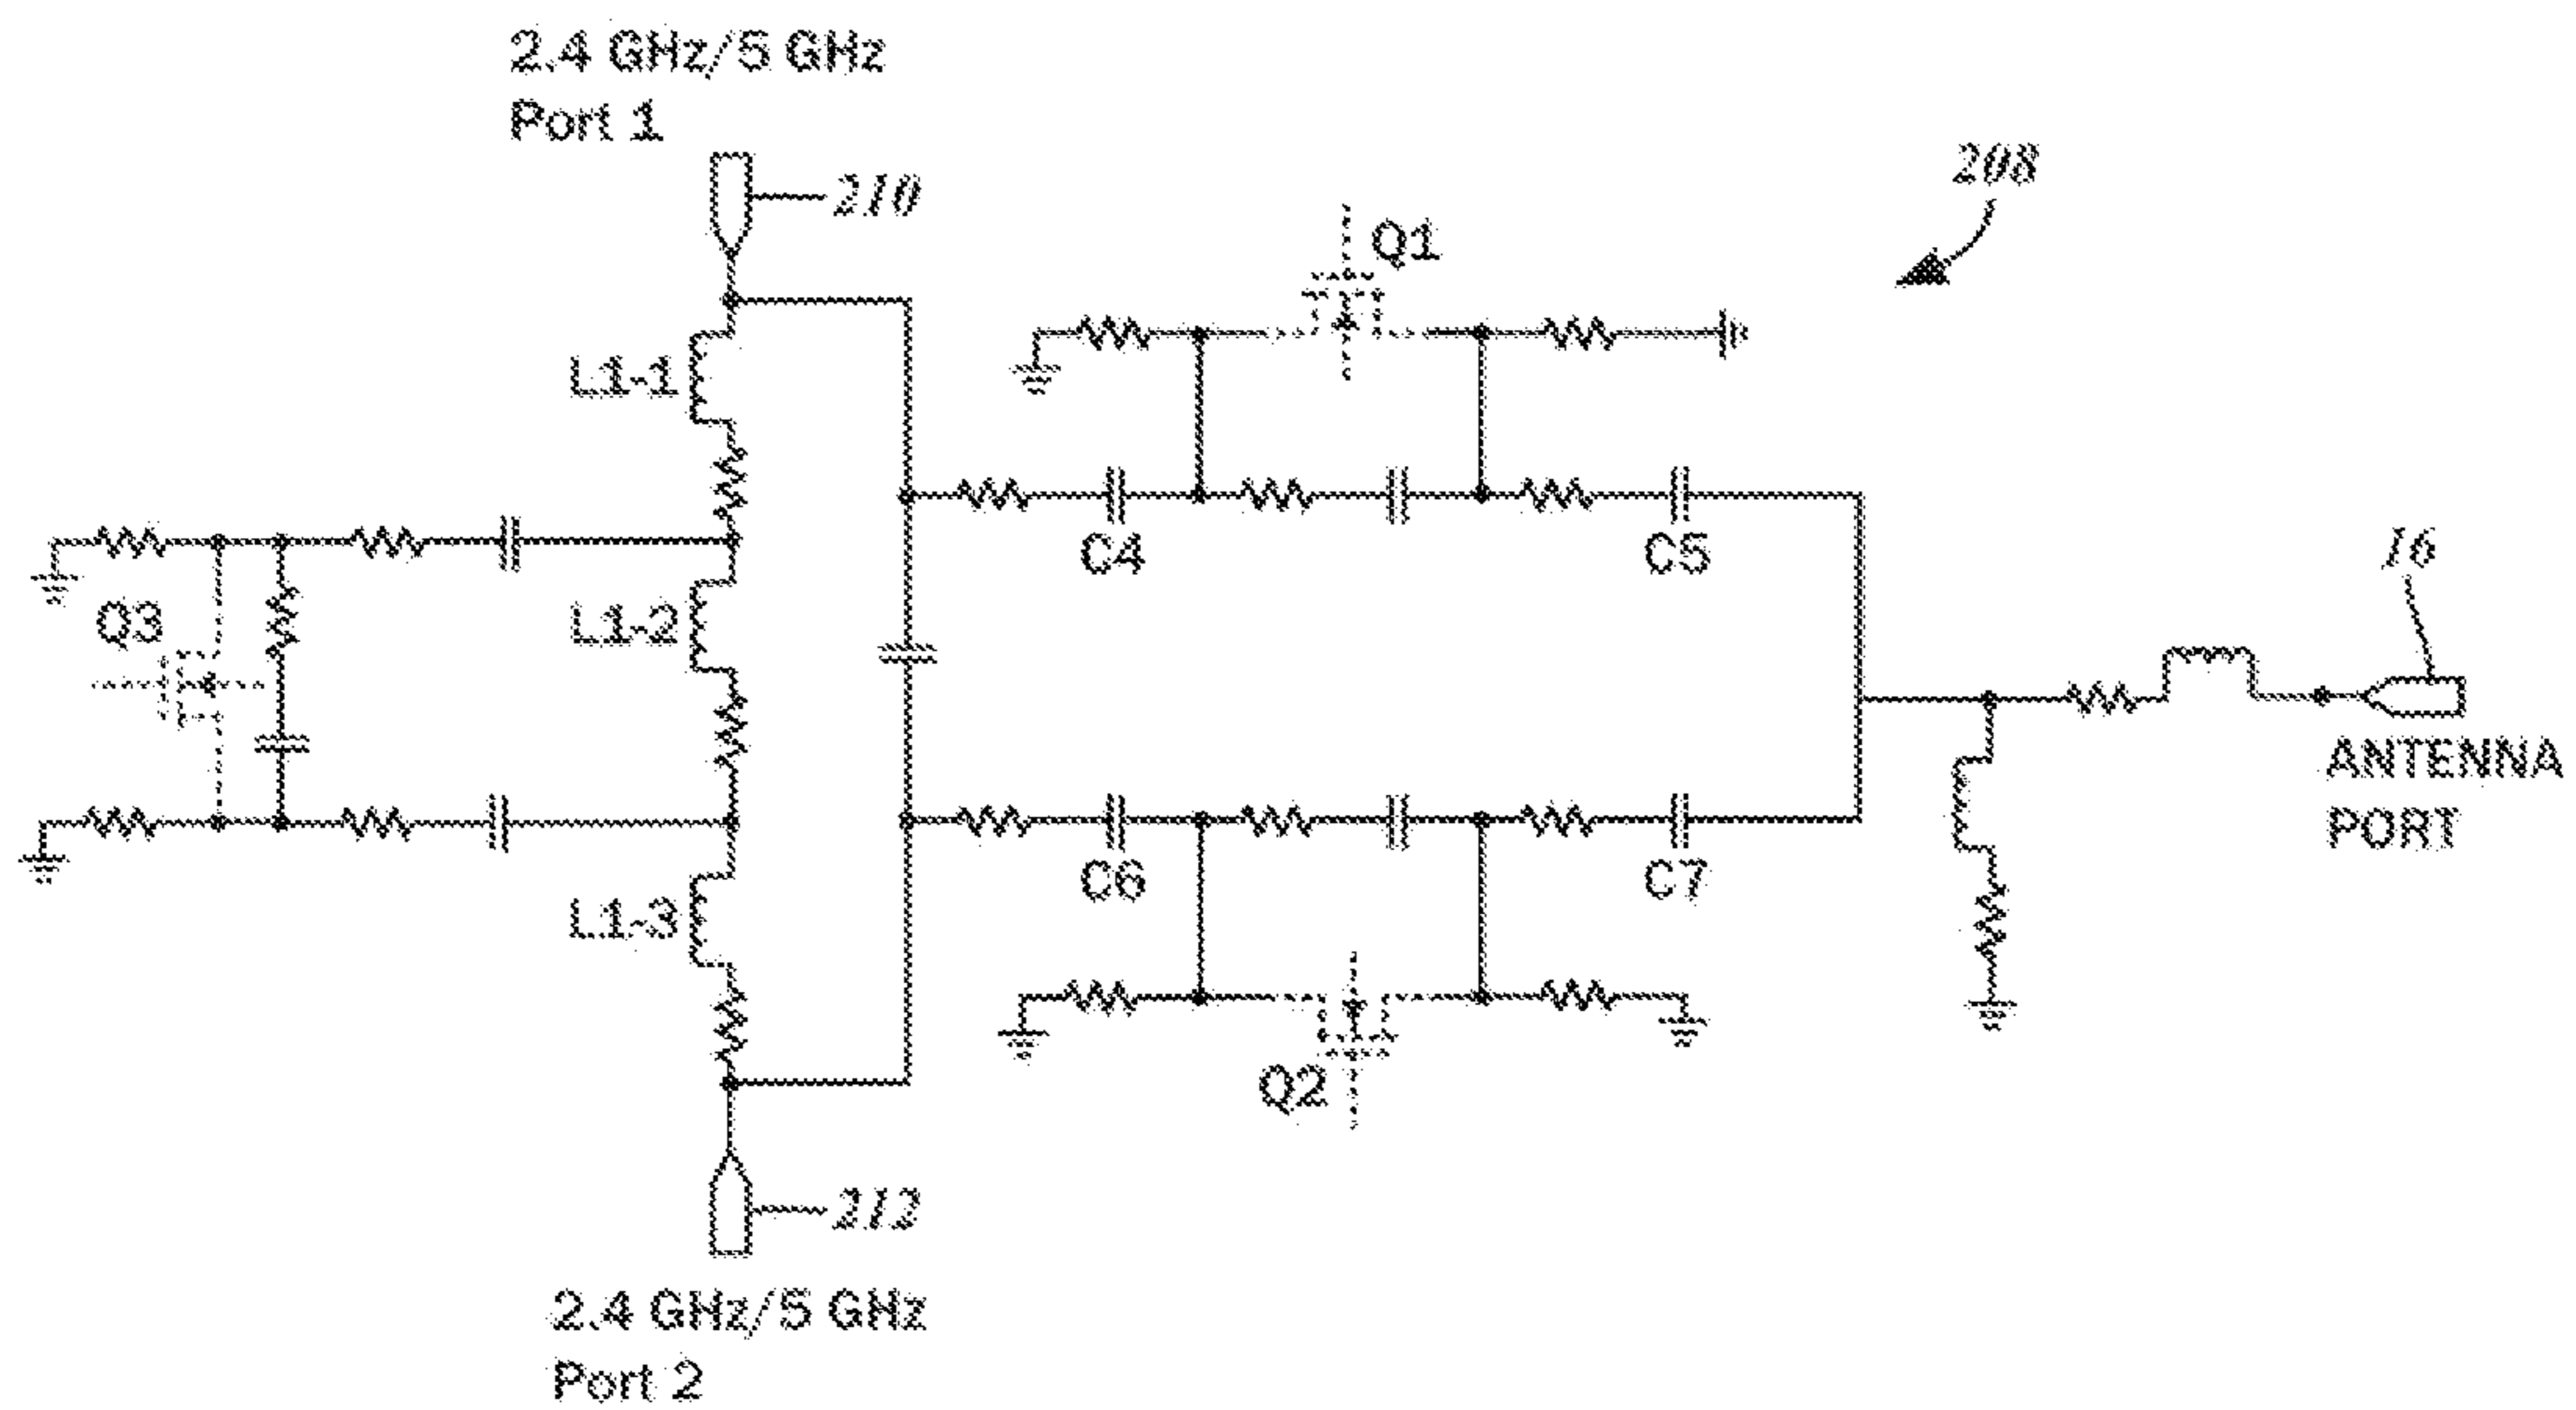 2.4 GHz/5 GHz
Port 1
210
208
Q1
L1-1
C4
C5
16
Q3
L1-2
ANTENNA
PORT
C6
C7
L1-3
Q2
212
2.4 GHz/5 GHz
Port 2